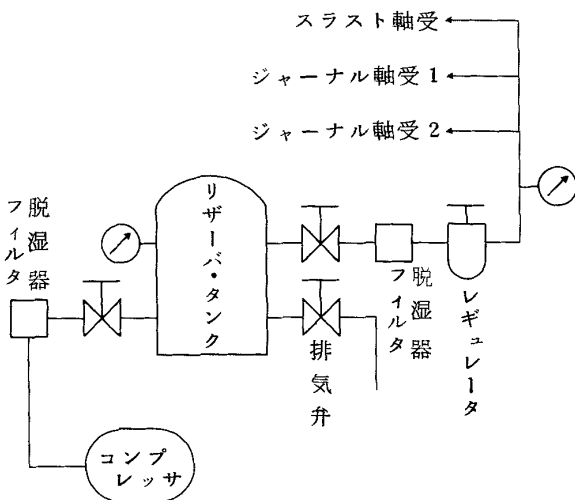 スラスト軸受
ジャーナル軸受1
ジャーナル軸受2
リザーバ・タンク
脱湿器
フィルタ
脱湿器
フィルタ
レギュレータ
排気弁
コンプ
レッサ